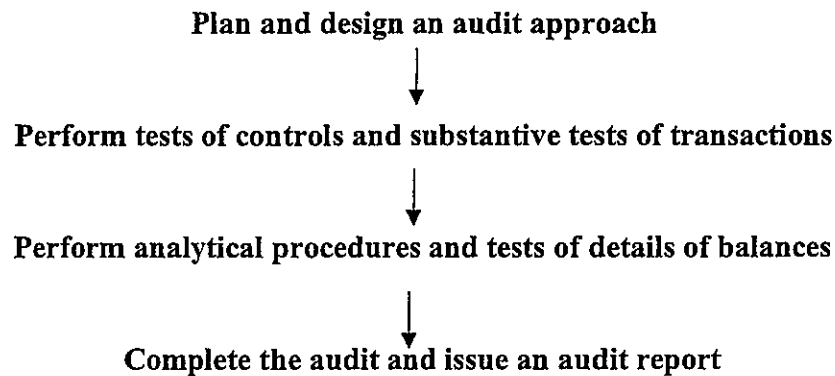 Plan and design an audit approach
Perform tests of controls and substantive tests of transactions
Perform analytical procedures and tests of details of balances
Complete the audit and issue an audit report